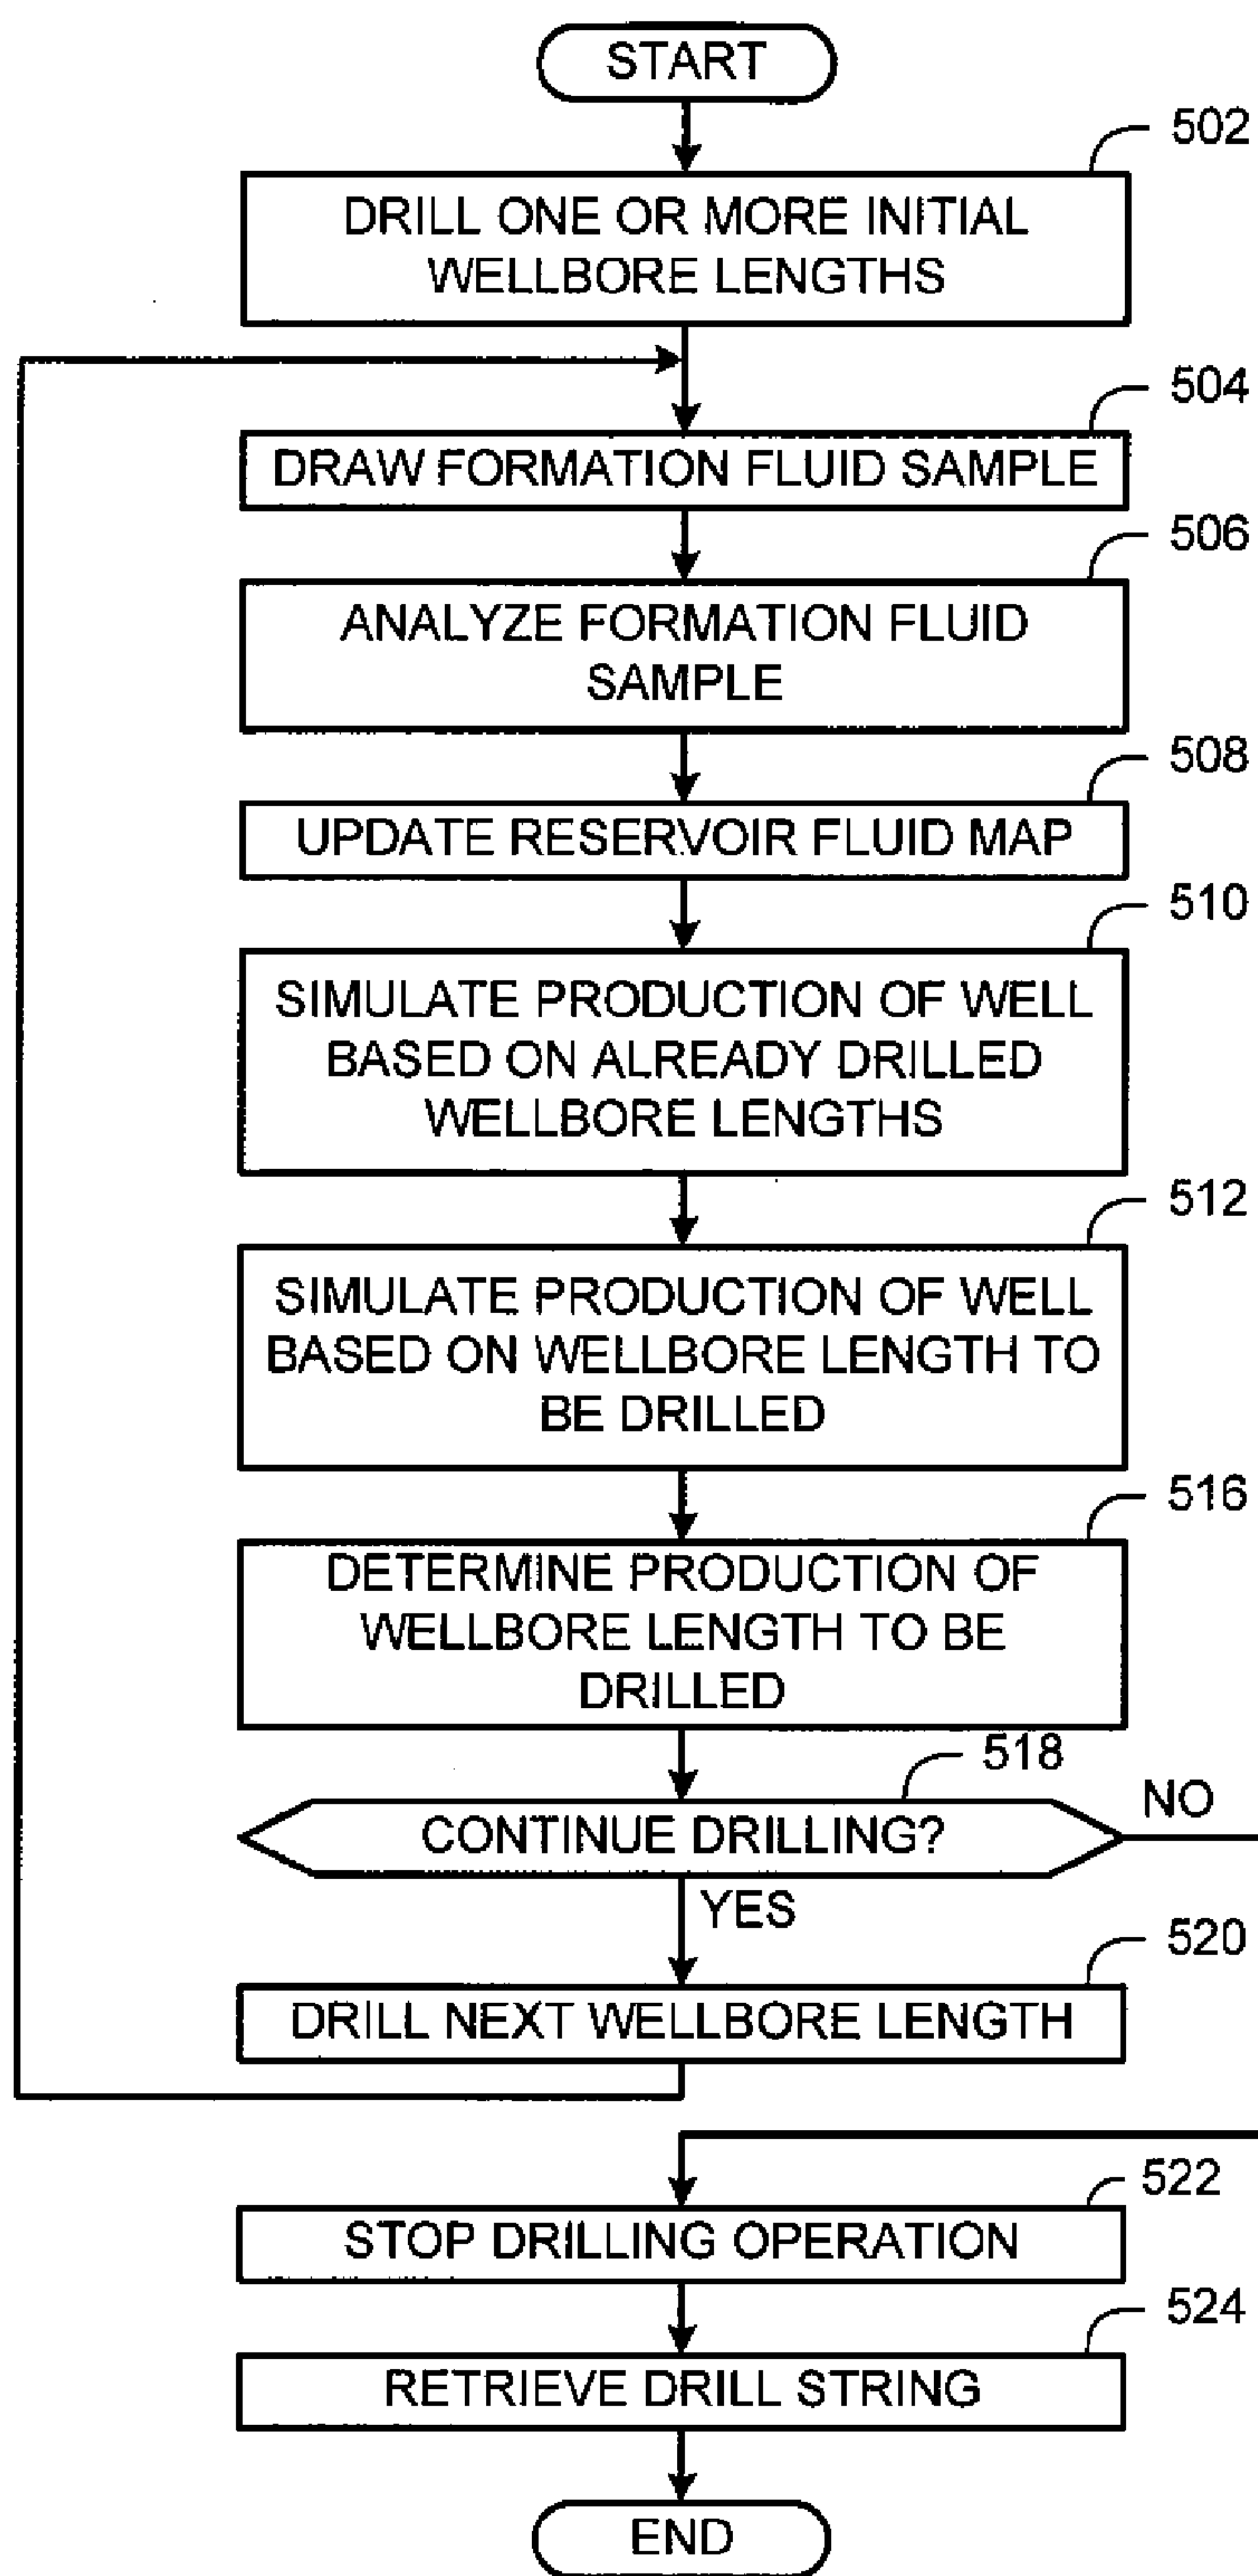 START
502
DRILL ONE OR MORE INITIAL
WELLBORE LENGTHS
504
DRAW FORMATION FLUID SAMPLE
506
ANALYZE FORMATION FLUID
SAMPLE
508
UPDATE RESERVOIR FLUID MAP
510
SIMULATE PRODUCTION OF WELL
BASED ON ALREADY DRILLED
WELLBORE LENGTHS
512
SIMULATE PRODUCTION OF WELL
BASED ON WELLBORE LENGTH TO
BE DRILLED
516
DETERMINE PRODUCTION OF
WELLBORE LENGTH TO BE
DRILLED
518
CONTINUE DRILLING?
NO
YES
520
DRILL NEXT WELLBORE LENGTH
522
STOP DRILLING OPERATION
524
RETRIEVE DRILL STRING
END